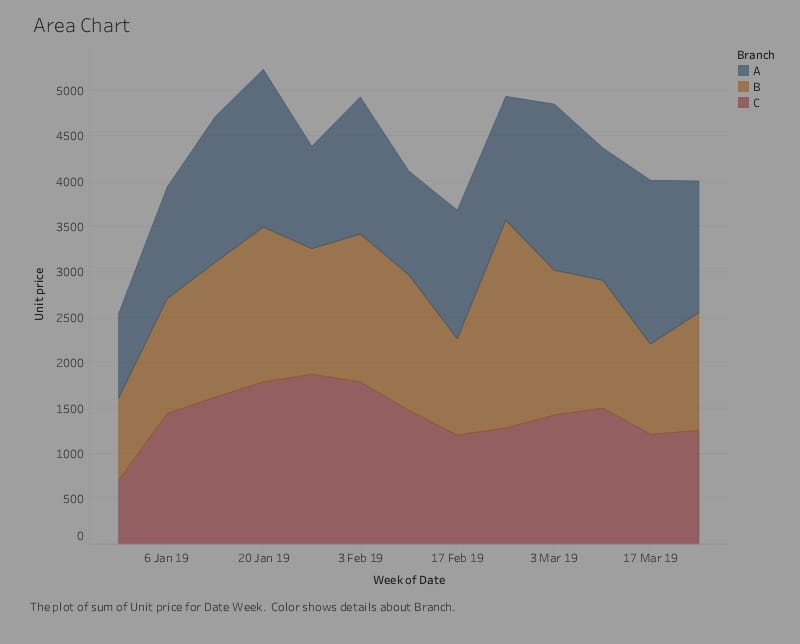 Area Chart
Branch
A
B
C
5000
4500
4000
3500
3000
2500
2000
1500
1000
500
0
Unit price
6 Jan 19
20 Jan 19
3 Feb 19
17 Feb 19
3 Mar 19
17 Mar 19
Week of Date
The plot of sum of Unit price for Date Week. Color shows details about Branch.